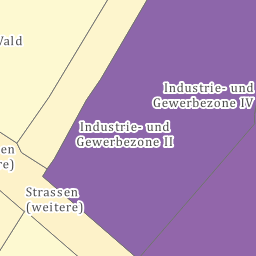 Wald
Industrie- und
Gewerbezone IV
Industrie- und
Gewerbezone II
Strassen
(weitere)